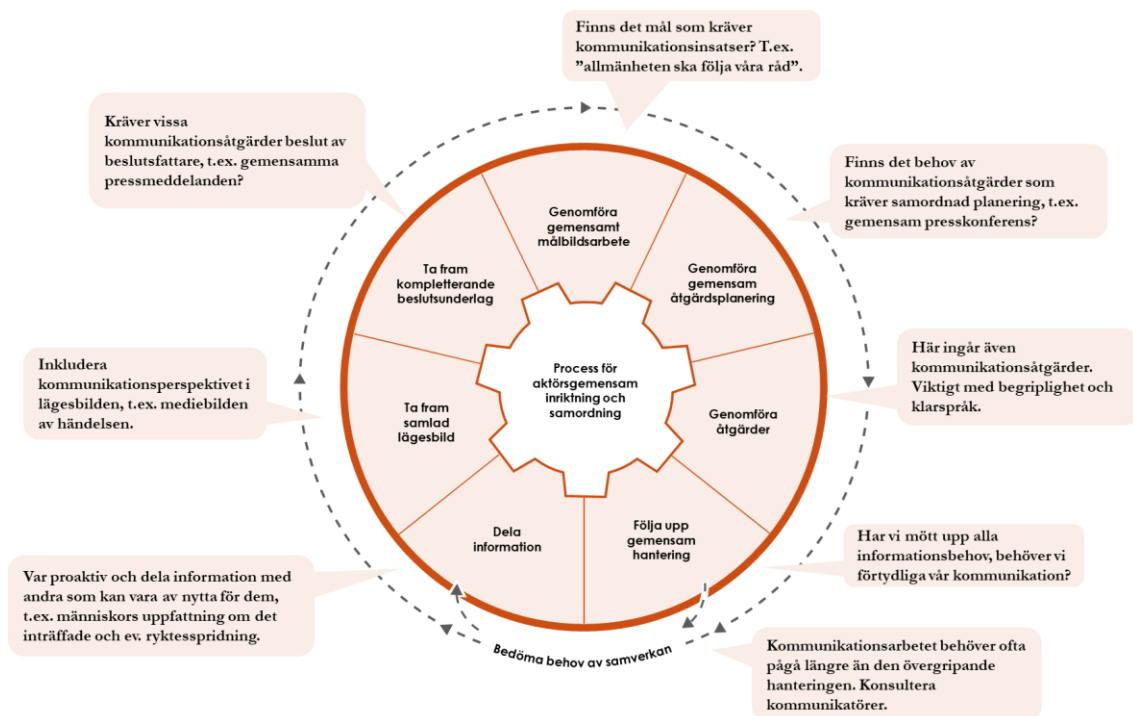 Finns det mål som kräver
kommunikationsinsatser? T.ex.
”allmänheten ska följa våra råd”.
Kräver vissa
kommunikationsåtgärder beslut av
beslutsfattare, t.ex. gemensamma
pressmeddelanden?
Finns det behov av
kommunikationsåtgärder som
kräver samordnad planering, t.ex.
gemensam presskonferens?
Genomföra
gemensamt
målbildsarbete
Ta fram
kompletterande
beslutsunderlag
Genomföra
gemensam
åtgärdsplanering
Inkludera
kommunikationsperspektivet i
lägesbilden, t.ex. mediebilden
av händelsen.
Ta fram
samlad
lägesbild
Process för
aktörsgemensam
inriktning och
samordning
Genomföra
åtgärder
Här ingår även
kommunikationsåtgärder.
Viktigt med begriplighet och
klarspråk.
Dela
information
Följa upp
gemensam
hantering
Har vi mött upp alla
informationsbehov, behöver vi
förtydliga vår kommunikation?
Var proaktiv och dela information med
andra som kan vara av nytta för dem,
t.ex. människors uppfattning om det
inträffade och ev. ryktesspridning.
Bedöma behov av samverkan
Kommunikationsarbetet behöver ofta
pågå längre än den övergripande
hanteringen. Konsultera
kommunikatörer.